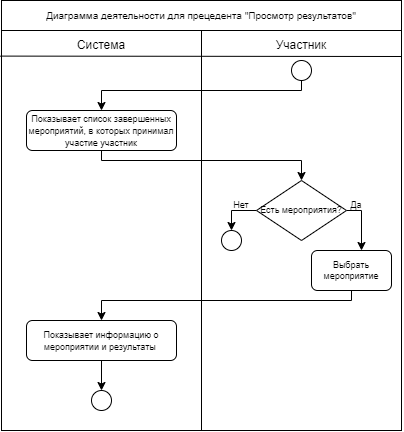 Диаграмма деятельности для прецедента "Просмотр результатов"
Система
Участник
Показывает список завершенных
мероприятий, в которых принимал
участие участник
Есть мероприятия?
Нет
Да
Выбрать
мероприятие
Показывает информацию о
мероприятии и результаты